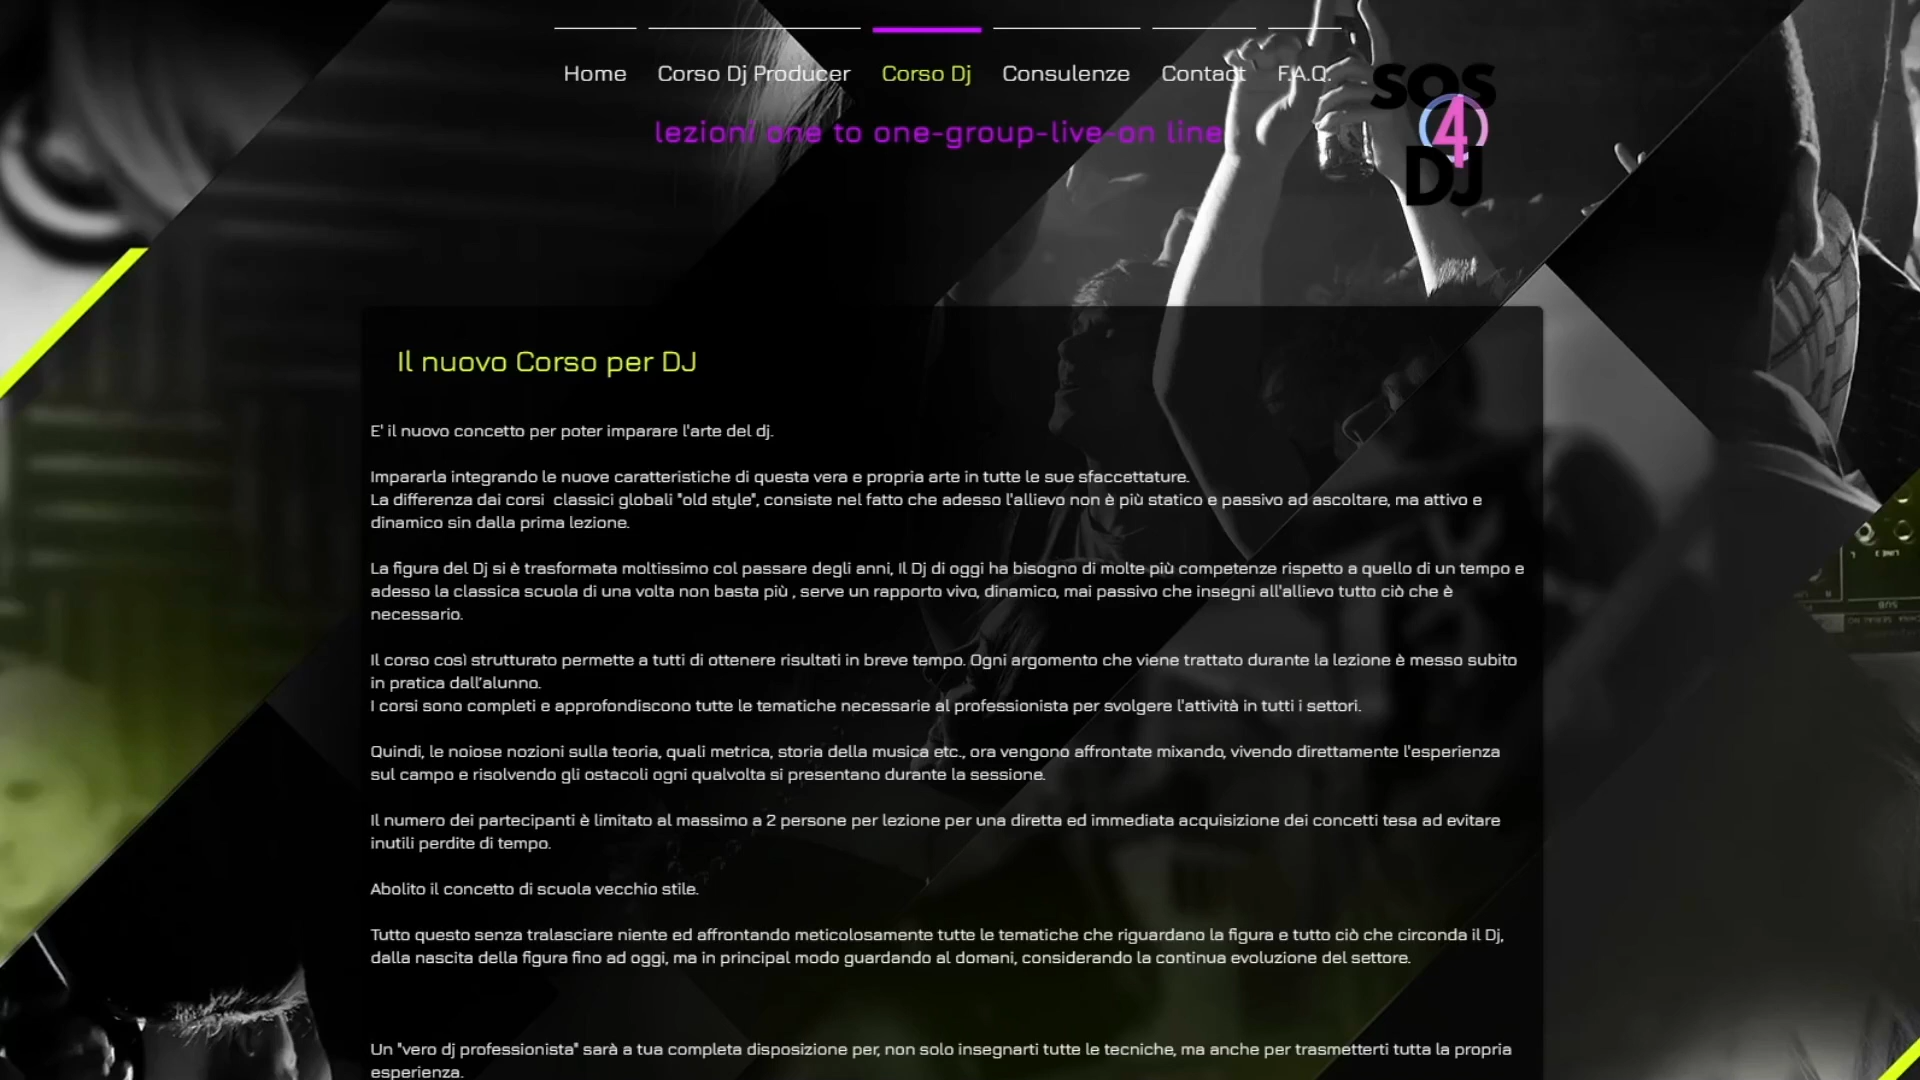 Home Corso Dj Producer Corso Dj Consulenze Contact F.A.Q.
SOS
4
DJ
lezioni one to one-group-live-on line
Il nuovo Corso per DJ
E' il nuovo concetto per poter imparare l'arte del dj.
Impararla integrando le nuove caratteristiche di questa vera e propria arte in tutte le sue sfaccettature.
La differenza dai corsi  classici globali "old style", consiste nel fatto che adesso l'allievo non è più statico e passivo ad ascoltare, ma attivo e
dinamico sin dalla prima lezione.
La figura del Dj si è trasformata moltissimo col passare degli anni, Il Dj di oggi ha bisogno di molte più competenze rispetto a quello di un tempo e
adesso la classica scuola di una volta non basta più , serve un rapporto vivo, dinamico, mai passivo che insegni all'allievo tutto ciò che è
necessario.
Il corso così strutturato permette a tutti di ottenere risultati in breve tempo. Ogni argomento che viene trattato durante la lezione è messo subito
in pratica dall’alunno.
I corsi sono completi e approfondiscono tutte le tematiche necessarie al professionista per svolgere l'attività in tutti i settori.
Quindi, le noiose nozioni sulla teoria, quali metrica, storia della musica etc., ora vengono affrontate mixando, vivendo direttamente l'esperienza
sul campo e risolvendo gli ostacoli ogni qualvolta si presentano durante la sessione.
Il numero dei partecipanti è limitato al massimo a 2 persone per lezione per una diretta ed immediata acquisizione dei concetti tesa ad evitare
inutili perdite di tempo.
Abolito il concetto di scuola vecchio stile.
Tutto questo senza tralasciare niente ed affrontando meticolosamente tutte le tematiche che riguardano la figura e tutto ciò che circonda il Dj,
dalla nascita della figura fino ad oggi, ma in principal modo guardando al domani, considerando la continua evoluzione del settore.
Un "vero dj professionista" sarà a tua completa disposizione per, non solo insegnarti tutte le tecniche, ma anche per trasmetterti tutta la propria
esperienza.